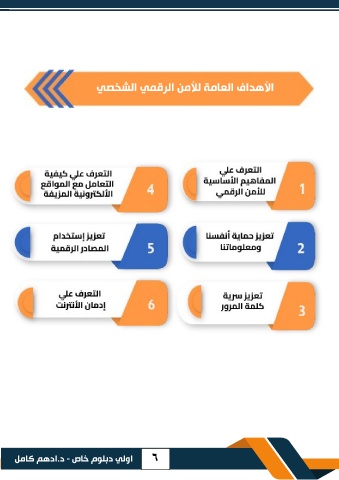 الأهداف العامة للأمن الرقمي الشخصي
التعرف علي
المفاهيم الأساسية
للأمن الرقمي
1
تعزيز حماية أنفسنا
ومعلوماتنا
2
تعزيز سرية
كلمة المرور
3
التعرف علي كيفية
التعامل مع المواقع
الألكترونية المزيفة
4
تعزيز إستخدام
المصادر الرقمية
5
التعرف علي
إدمان الأنترنت
6
٦
اولي دبلوم خاص - د.ادهم كامل